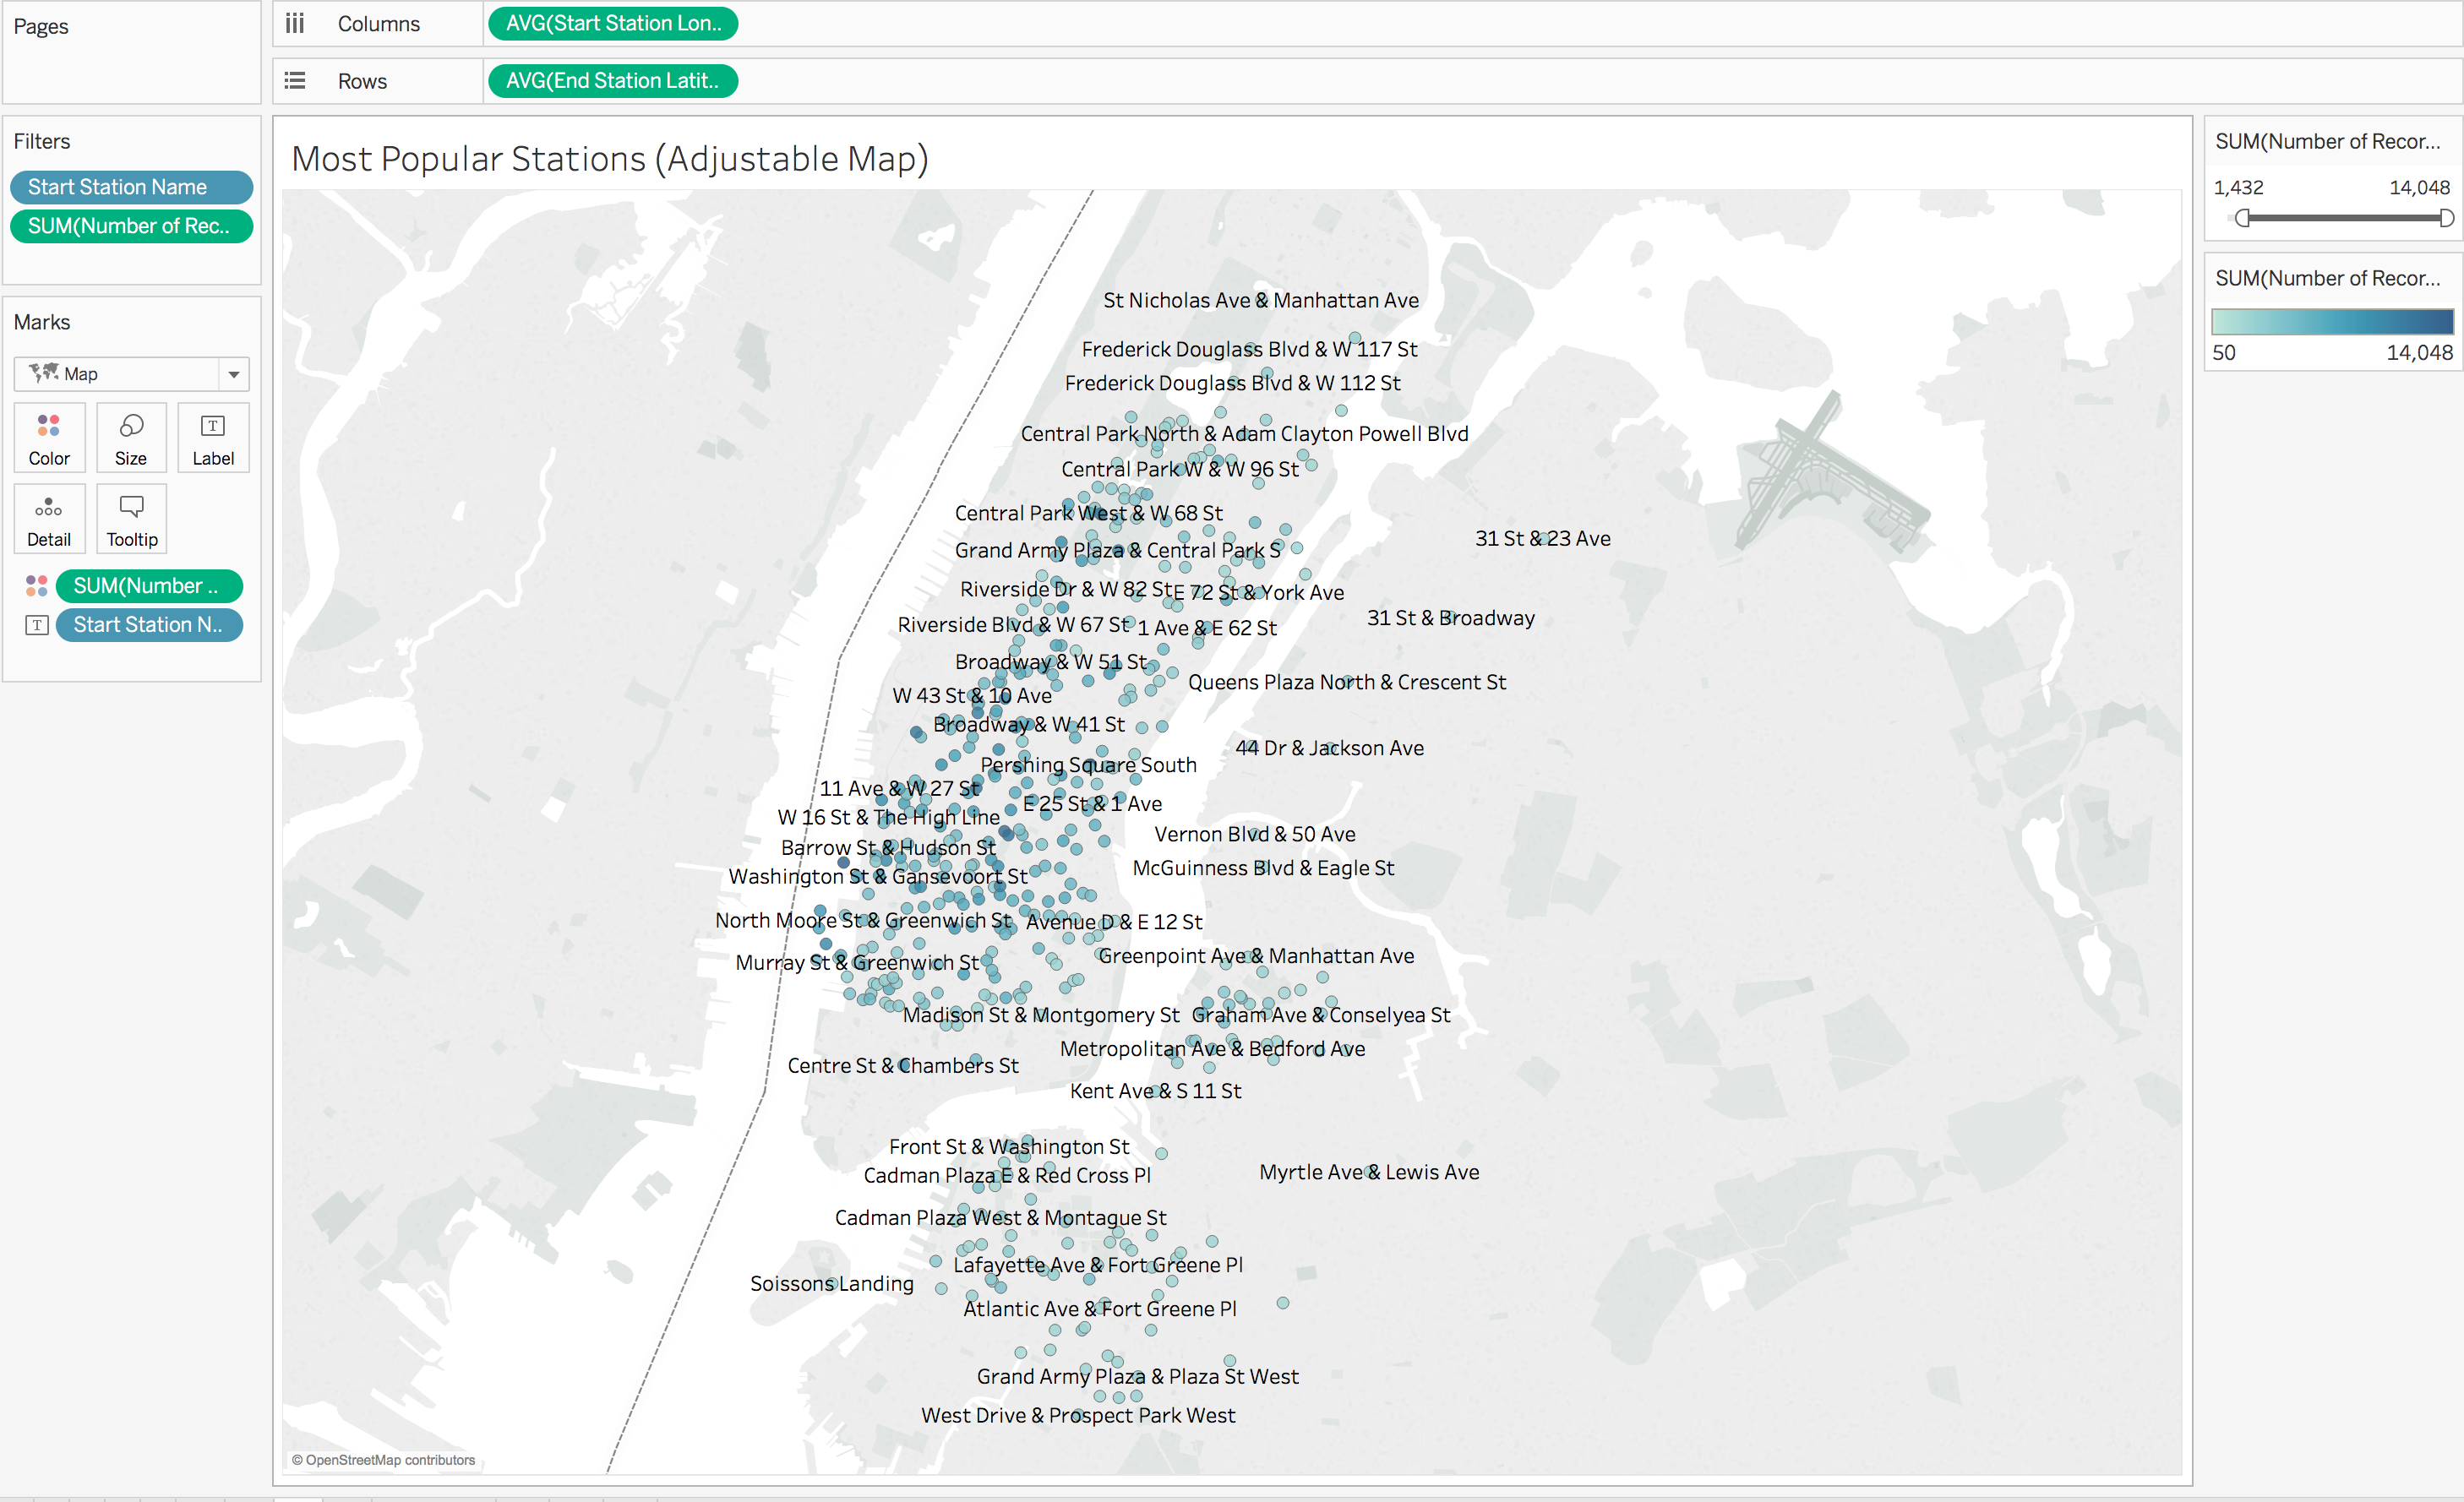 Pages
Columns
AVG(Start Station Lon..
Rows
AVG(End Station Latit..
Filters
Start Station Name
SUM(Number of Rec..
Marks
Map
Color
Size
T
Label
Detail
Tooltip
SUM(Number ..
T
Start Station N..
Most Popular Stations (Adjustable Map)
St Nicholas Ave & Manhattan Ave
Frederick Douglass Blvd & W 117 St
Frederick Douglass Blvd & W 112 St
Central Park North & Adam Clayton Powell Blvd
Central Park W & W 96 St
Central Park West & W 68 St
31 St & 23 Ave
Grand Army Plaza & Central Park S
Riverside Dr & W 82 St
E 72 St & York Ave
31 St & Broadway
Riverside Blvd & W 67 St
1 Ave & E 62 St
Broadway & W 51 St
Queens Plaza North & Crescent St
W 43 St & 10 Ave
Broadway & W 41 St
44 Dr & Jackson Ave
Pershing Square South
11 Ave & W 27 St
E 25 St & 1 Ave
W 16 St & The High Line
Vernon Blvd & 50 Ave
Barrow St & Hudson St
McGuinness Blvd & Eagle St
Washington St & Gansevoort St
North Moore St & Greenwich St
Avenue D & E 12 St
Greenpoint Ave & Manhattan Ave
Murray St & Greenwich St
Madison St & Montgomery St
Graham Ave & Conselyea St
Metropolitan Ave & Bedford Ave
Centre St & Chambers St
Kent Ave & S 11 St
Front St & Washington St
Cadman Plaza E & Red Cross Pl
Myrtle Ave & Lewis Ave
Cadman Plaza West & Montague St
Lafayette Ave & Fort Greene Pl
Soissons Landing
Atlantic Ave & Fort Greene Pl
Grand Army Plaza & Plaza St West
West Drive & Prospect Park West
© OpenStreetMap contributors
SUM(Number of Recor...
1,432
14,048
SUM(Number of Recor...
50
14,048